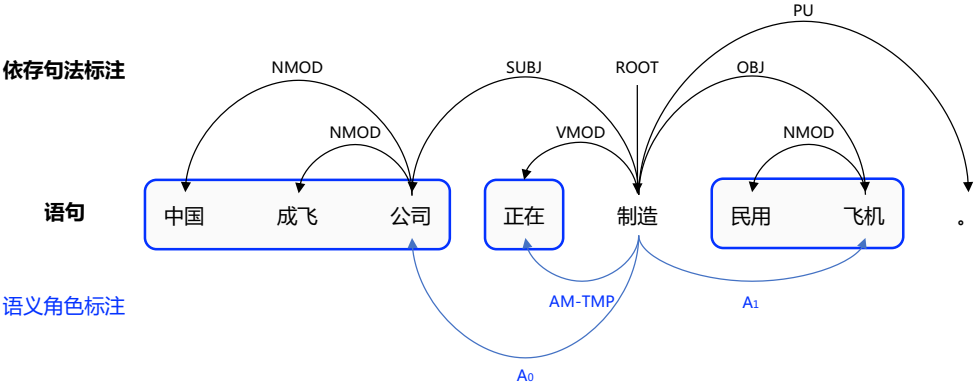 PU
依存句法标注 NMOD SUBJ ROOT OBJ
NMOD VMOD NMOD
语句 中国 成飞 公司 正在 制造 民用 飞机 。
语义角色标注 AM-TMP A1
A0